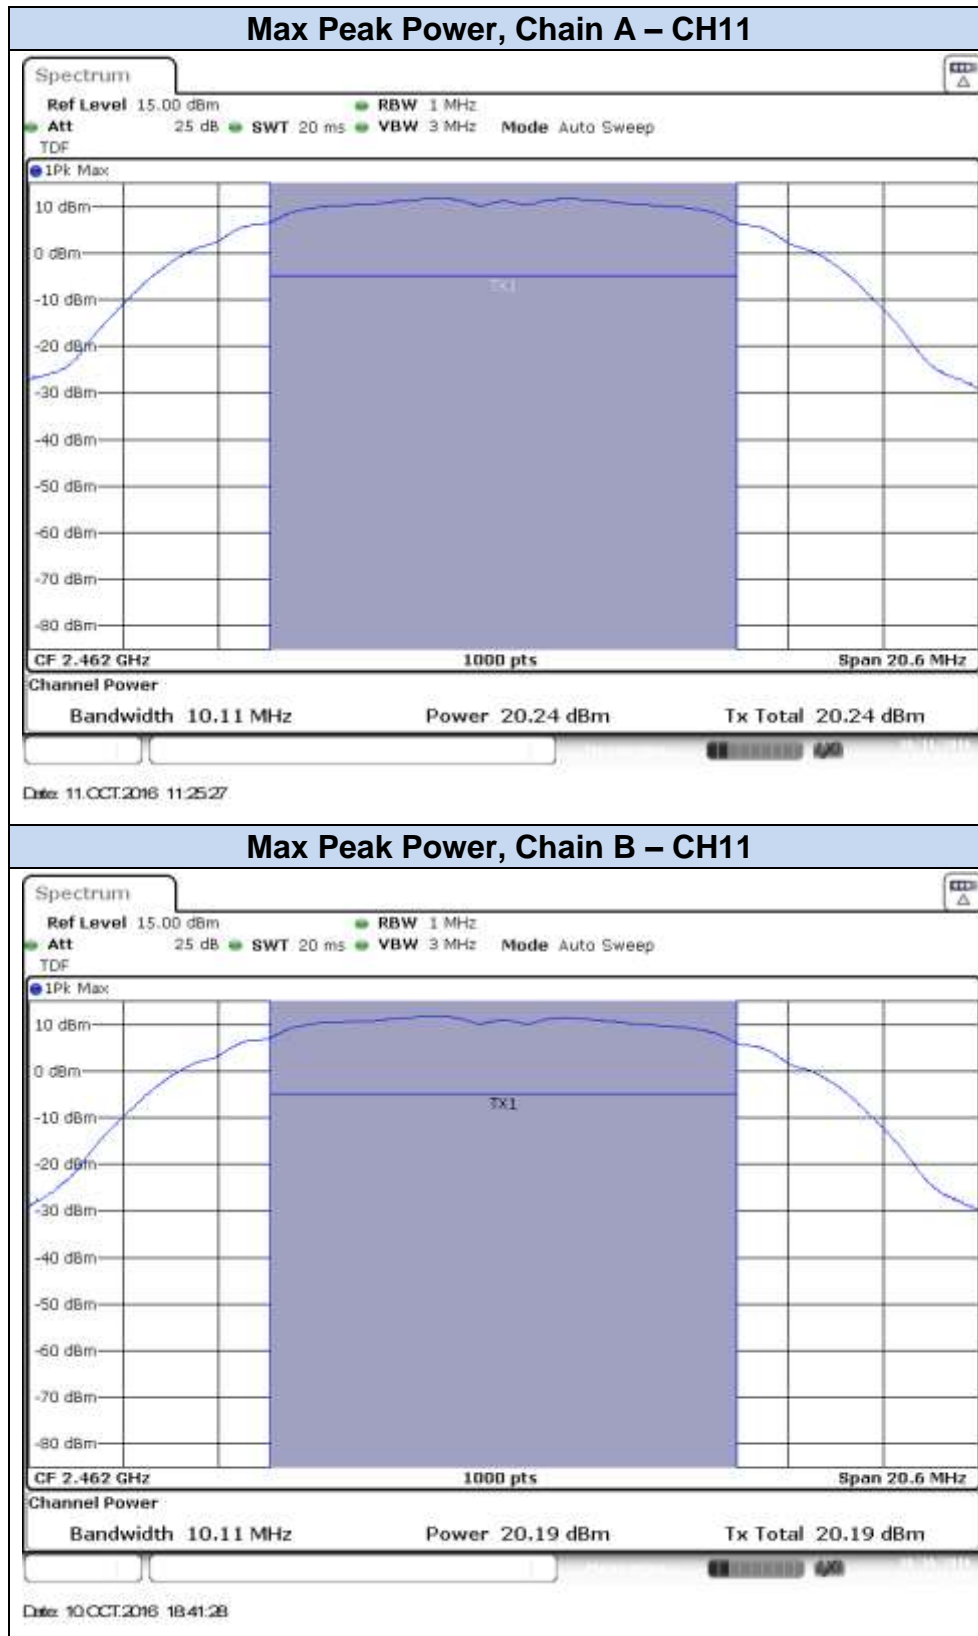 Max Peak Power, Chain A – CH11
Spectrum
Ref Level 15.00 dBm RBW 1 MHz
Att 25 dB SWT 20 ms VBW 3 MHz Mode Auto Sweep
TDF
1Pk Max
10 dBm
0 dBm
TX1
-10 dBm
-20 dBm
-30 dBm
-40 dBm
-50 dBm
-60 dBm
-70 dBm
-80 dBm
CF 2.462 GHz 1000 pts Span 20.6 MHz
Channel Power
Bandwidth 10.11 MHz Power 20.24 dBm Tx Total 20.24 dBm
Date: 11.OCT.2016 11:25:27
Max Peak Power, Chain B – CH11
Spectrum
Ref Level 15.00 dBm RBW 1 MHz
Att 25 dB SWT 20 ms VBW 3 MHz Mode Auto Sweep
TDF
1Pk Max
10 dBm
0 dBm
TX1
-10 dBm
-20 dBm
-30 dBm
-40 dBm
-50 dBm
-60 dBm
-70 dBm
-80 dBm
CF 2.462 GHz 1000 pts Span 20.6 MHz
Channel Power
Bandwidth 10.11 MHz Power 20.19 dBm Tx Total 20.19 dBm
Date: 10.OCT.2016 18:41:28